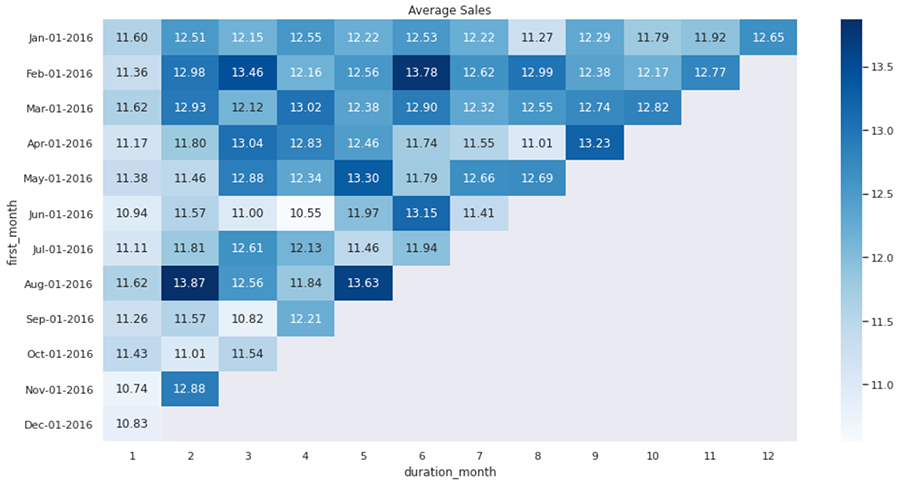 Average Sales
Jan-01-2016 11.60 12.51 12.15 12.55 12.22 12.53 12.22 11.27 12.29 11.79 11.92 12.65
Feb-01-2016 11.36 12.98 13.46 12.16 12.56 13.78 12.62 12.99 12.38 12.17 12.77
Mar-01-2016 11.62 12.93 12.12 13.02 12.38 12.90 12.32 12.55 12.74 12.82
Apr-01-2016 11.17 11.80 13.04 12.83 12.46 11.74 11.55 11.01 13.23
May-01-2016 11.38 11.46 12.88 12.34 13.30 11.79 12.66 12.69
Jun-01-2016 10.94 11.57 11.00 10.55 11.97 13.15 11.41
Jul-01-2016 11.11 11.81 12.61 12.13 11.46 11.94
Aug-01-2016 11.62 13.87 12.56 11.84 13.63
Sep-01-2016 11.26 11.57 10.82 12.21
Oct-01-2016 11.43 11.01 11.54
Nov-01-2016 10.74 12.88
Dec-01-2016 10.83
1 2 3 4 5 6 7 8 9 10 11 12
duration_month
first_month
13.5
13.0
12.5
12.0
11.5
11.0